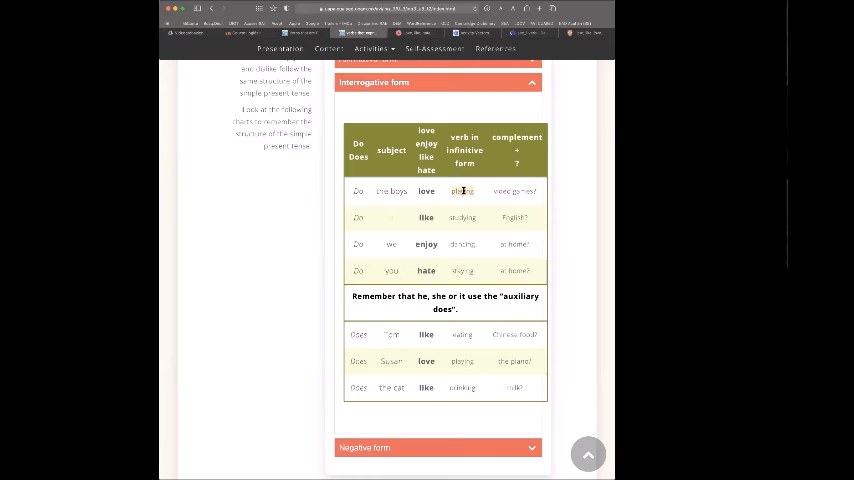 Presentation Content Activities Self-Assessment References
and dislike follow
the same structure of the
simple present tense.
Look at the following
charts to remember the
structure of the simple
present tense.
Interrogative form
Do
Does
subject
love
enjoy
like
hate
verb in
infinitive
form
complement
+
?
Do the boys love playing video games?
Do like studying English?
Do we enjoy dancing at home?
Do you hate staying at home?
Remember that he, she or it use the "auxiliary
does".
Does Tom like eating Chinese food?
Does Susan love playing the piano?
Does the cat like drinking milk?
Negative form